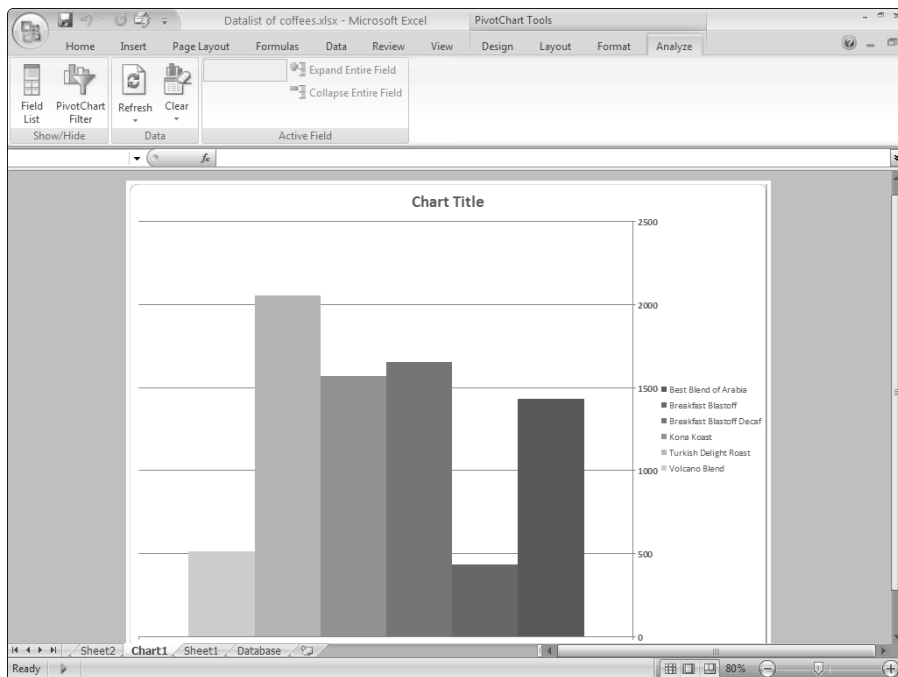 Datalist of coffees.xlsx - Microsoft Excel
PivotChart Tools
Home Insert Page Layout Formulas Data Review View Design Layout Format Analyze
Expand Entire Field
Collapse Entire Field
Field List
PivotChart Filter
Refresh
Clear
Show/Hide
Data
Active Field
fx
Chart Title
2500
2000
1500
1000
500
0
Best Blend of Arabia
Breakfast Blastoff
Breakfast Blastoff Decaf
Kona Koast
Turkish Delight Roast
Volcano Blend
Sheet2 Chart1 Sheet1 Database
Ready
80%